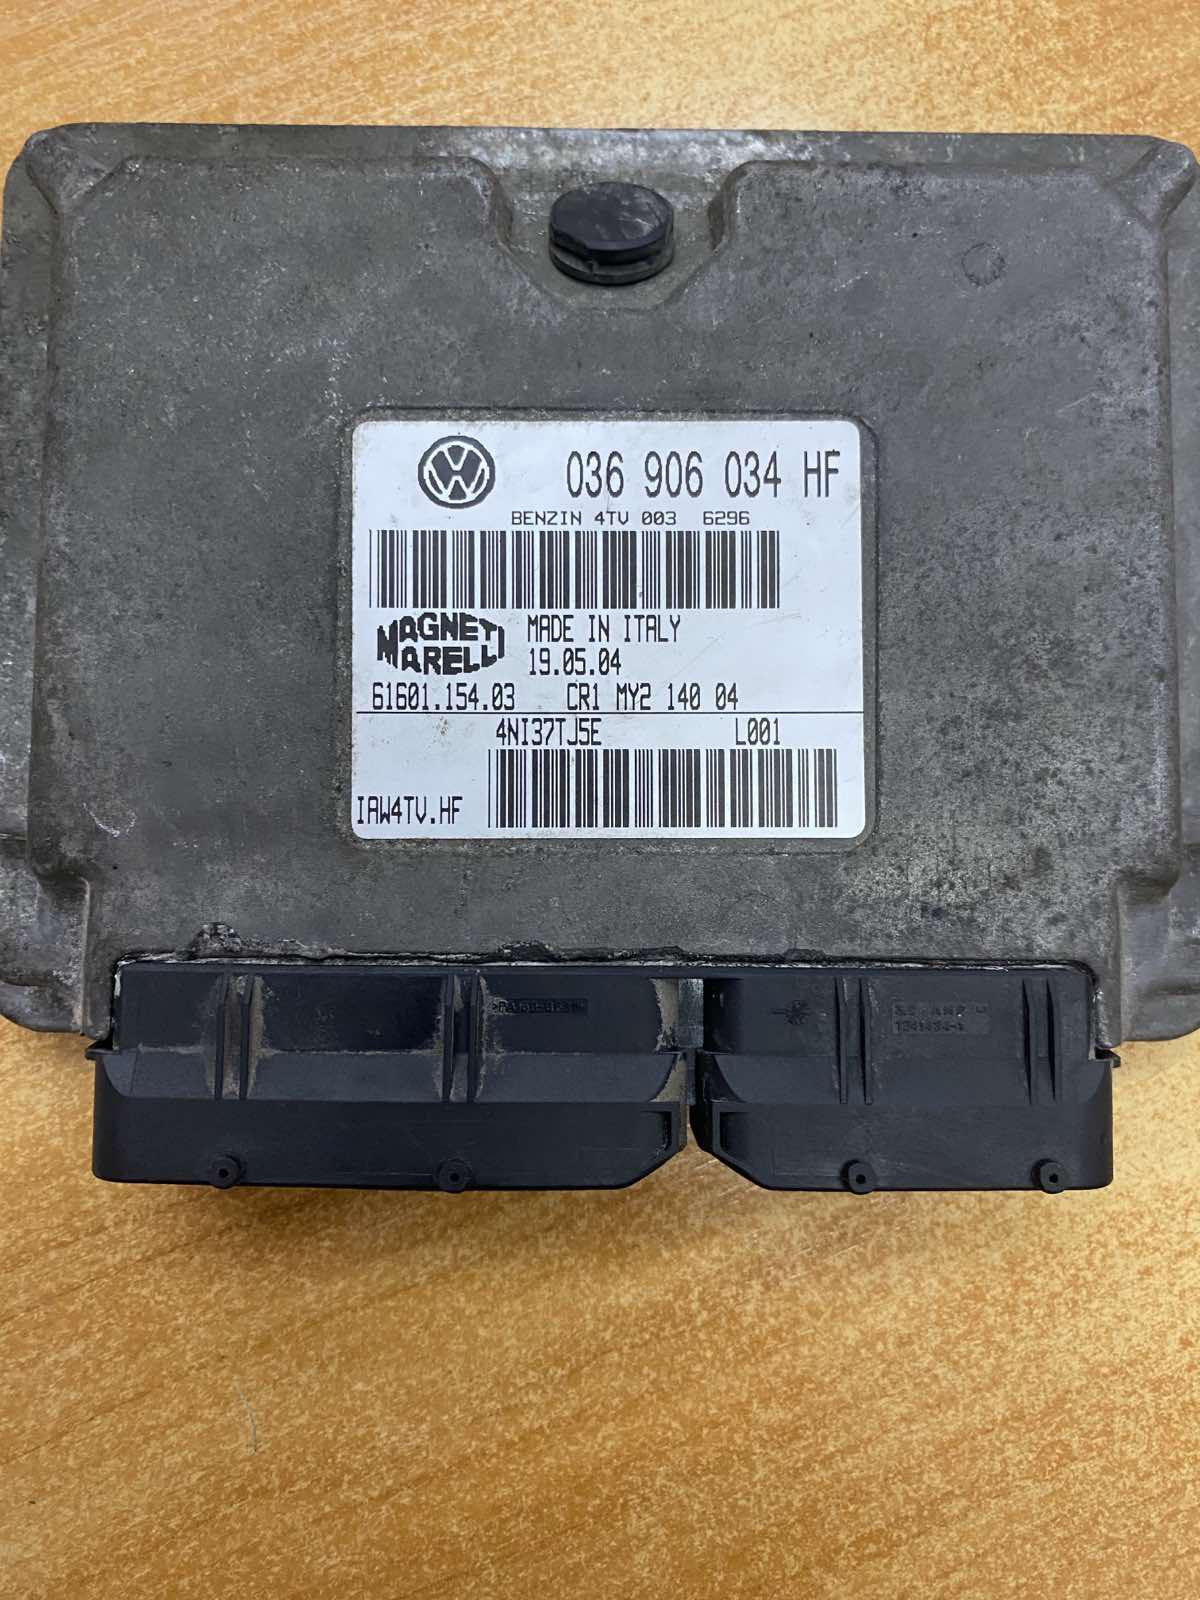 036 906 034 HF
BENZIN 4TV 003 6296
MAGNETI MARELLI
MADE IN ITALY
19.05.04
61601.154.03 CR1 MY2 140 04
4NI37TJ5E L001
IAW4TV.HF